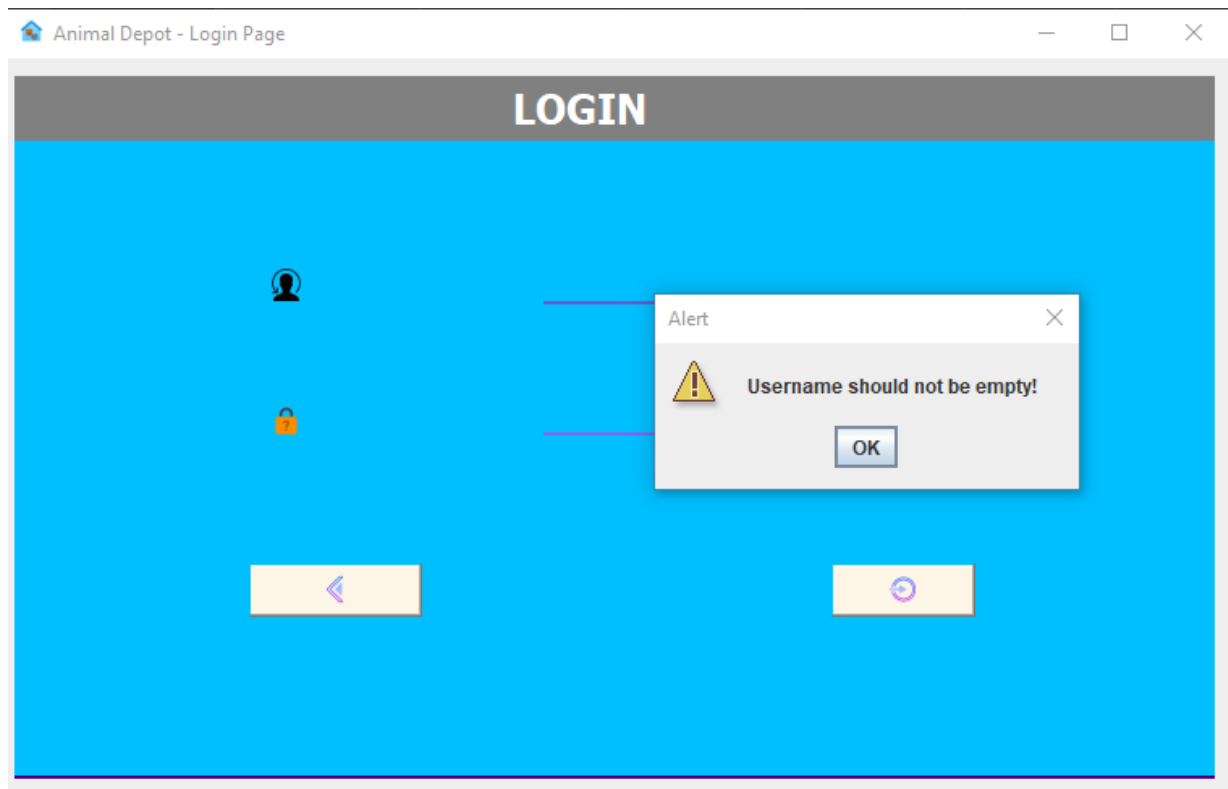 Animal Depot - Login Page
LOGIN
Alert
Username should not be empty!
OK